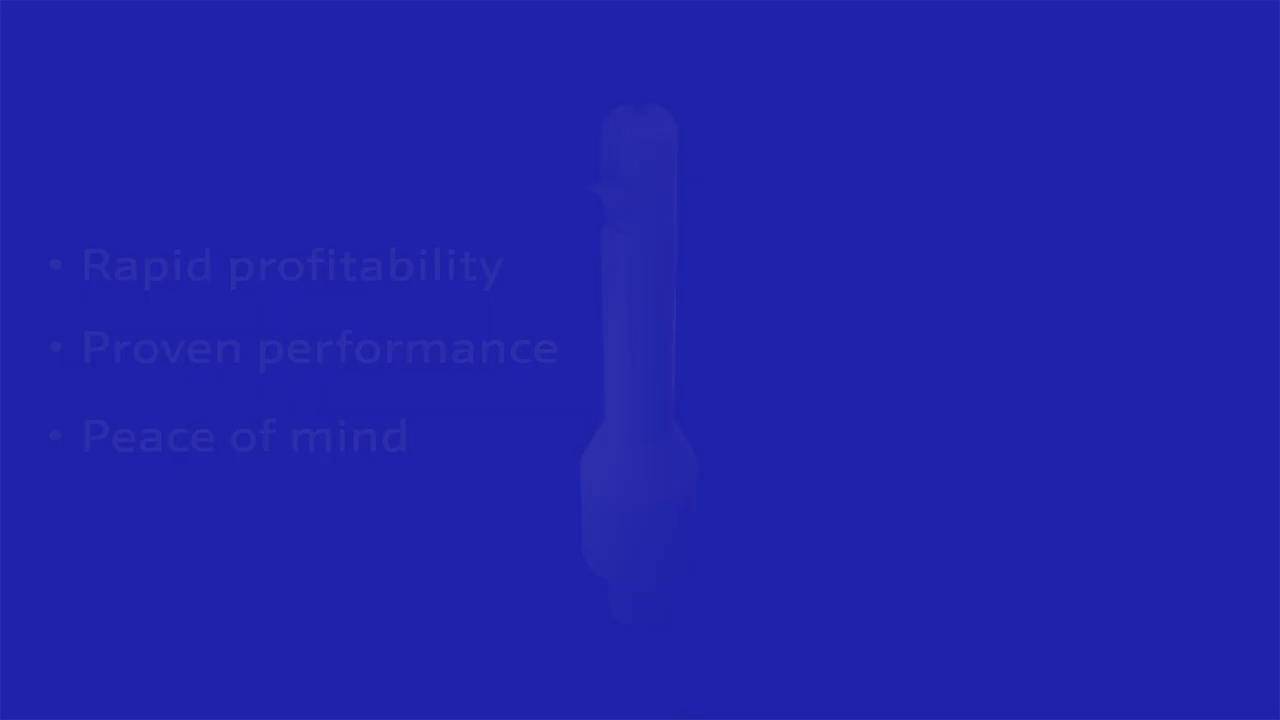 • Rapid profitability
• Proven performance
• Peace of mind